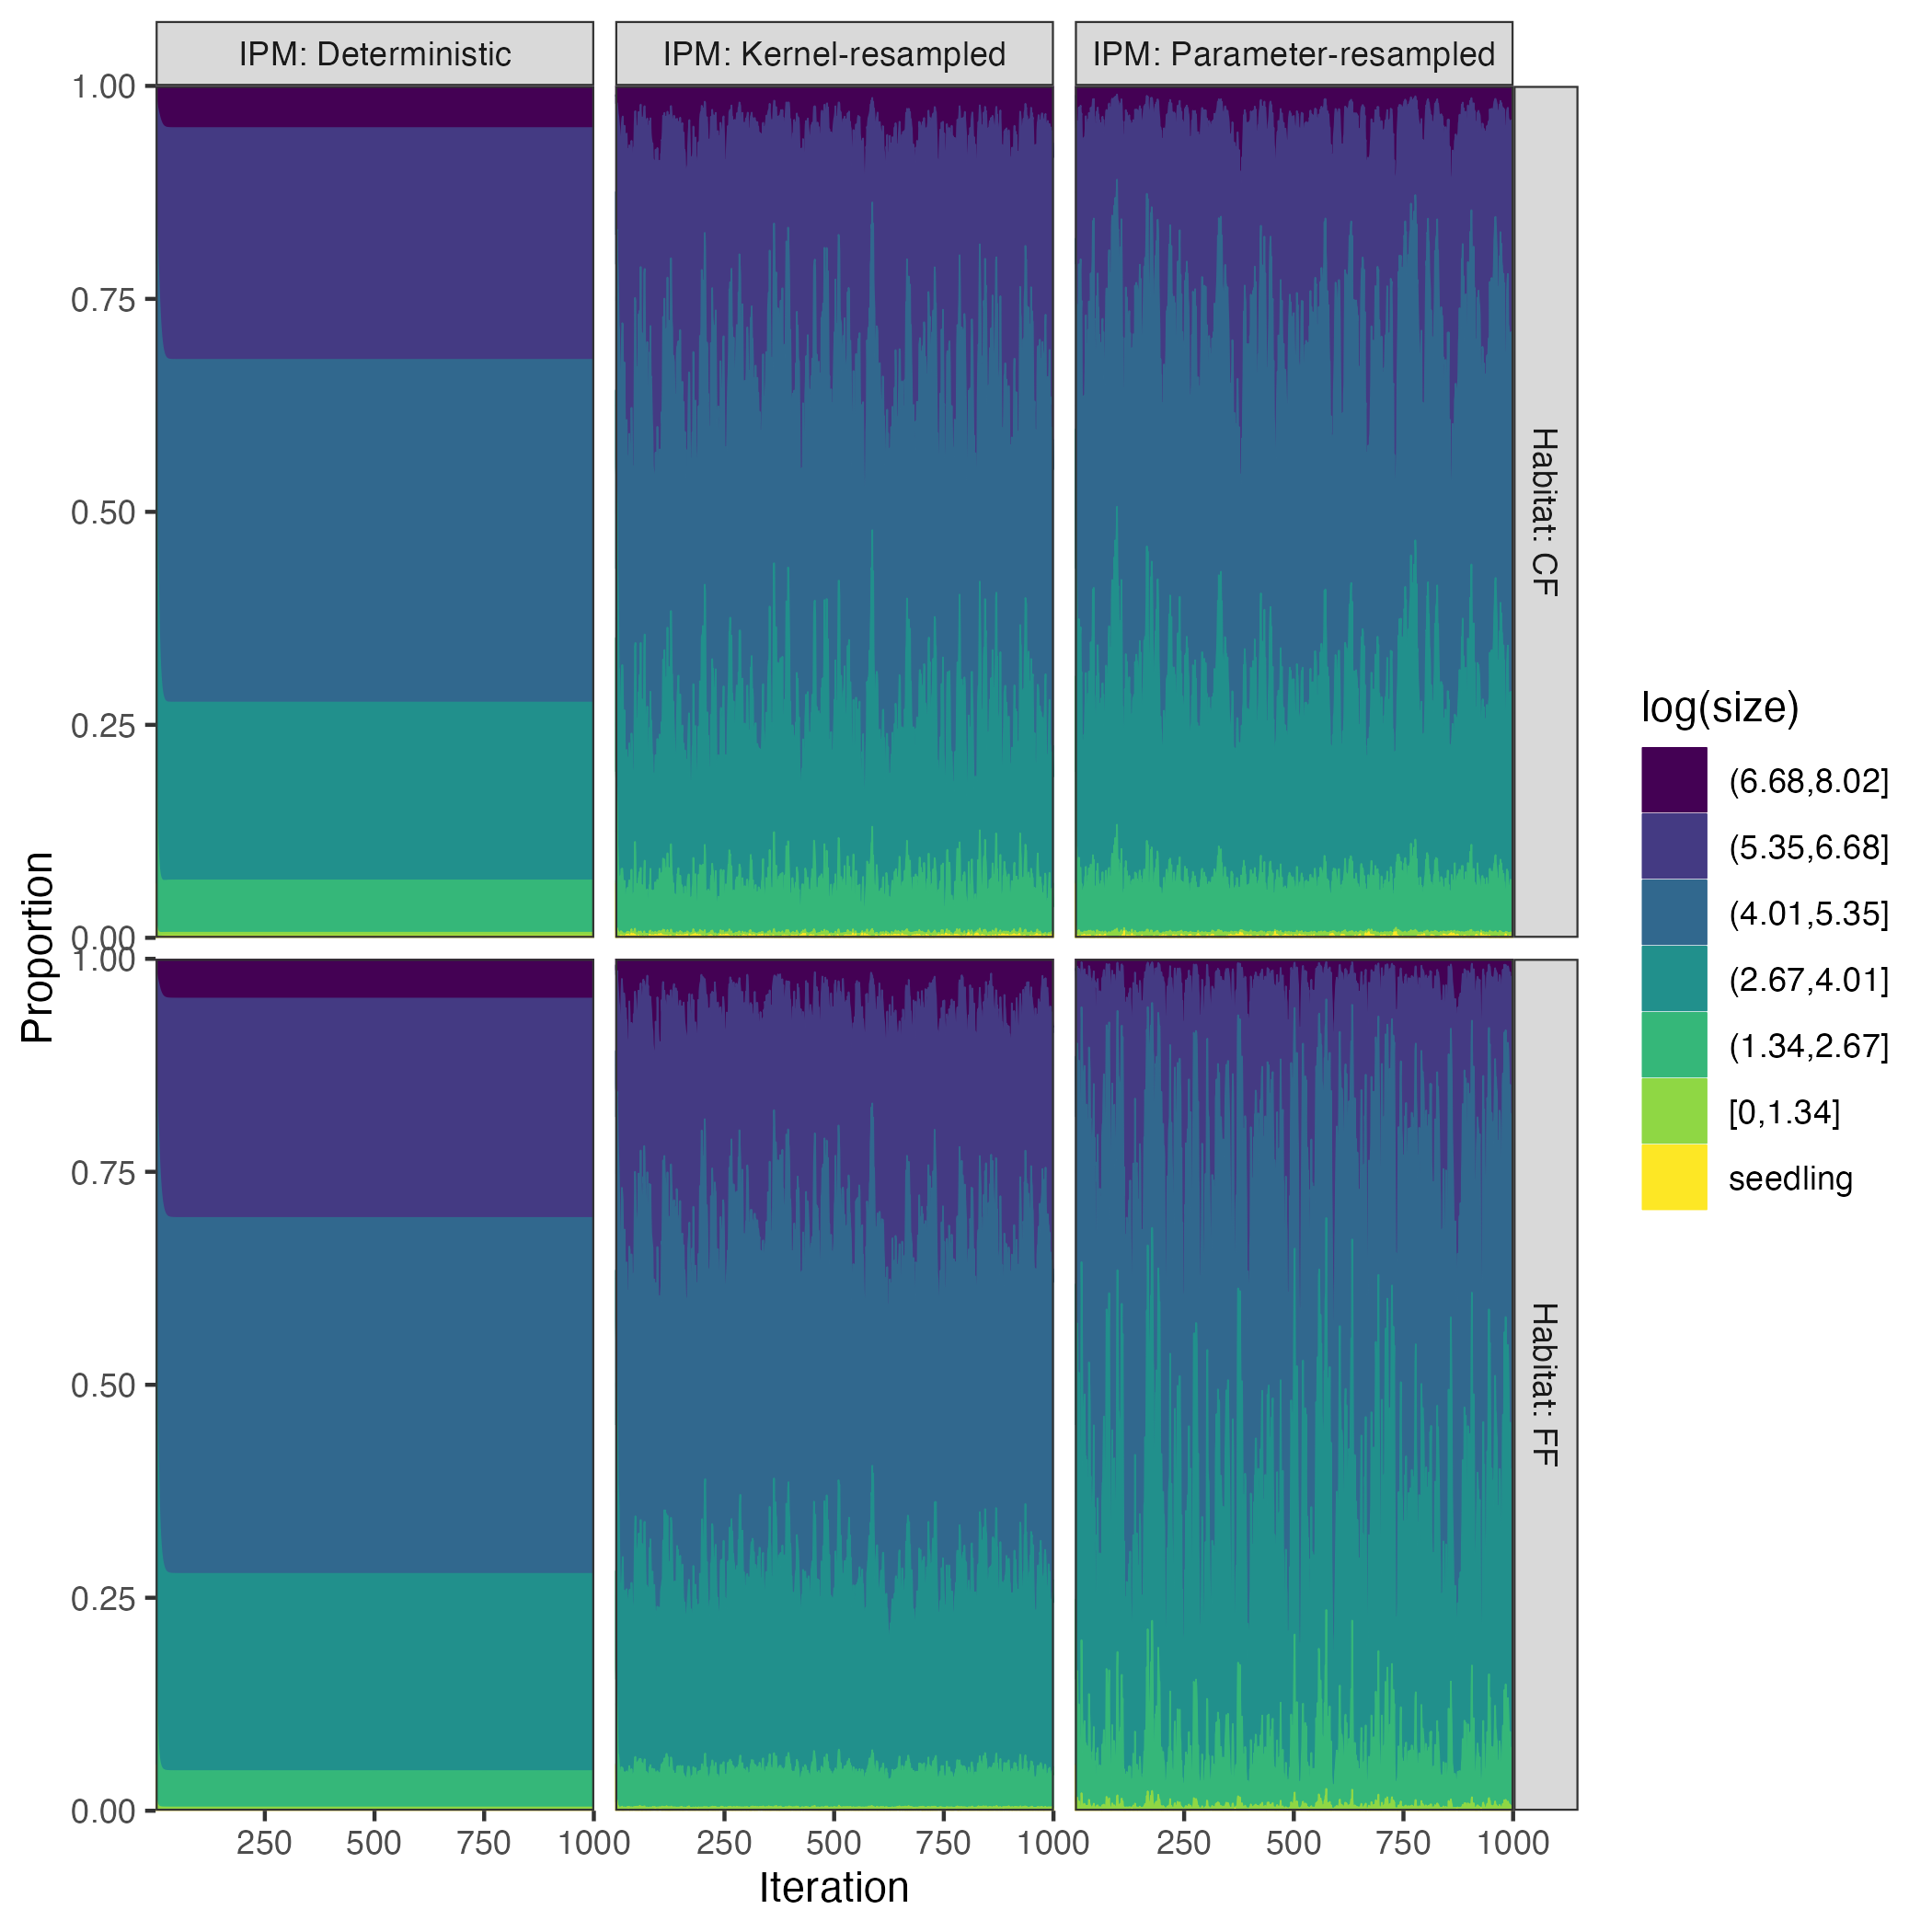 IPM: Deterministic
IPM: Kernel-resampled
IPM: Parameter-resampled
1.00
0.75
0.50
0.25
0.00
Habitat: CF
1.00
0.75
0.50
0.25
0.00
Habitat: FF
Proportion
250 500 750 1000
250 500 750 1000
250 500 750 1000
Iteration
log(size)
(6.68,8.02]
(5.35,6.68]
(4.01,5.35]
(2.67,4.01]
(1.34,2.67]
[0,1.34]
seedling